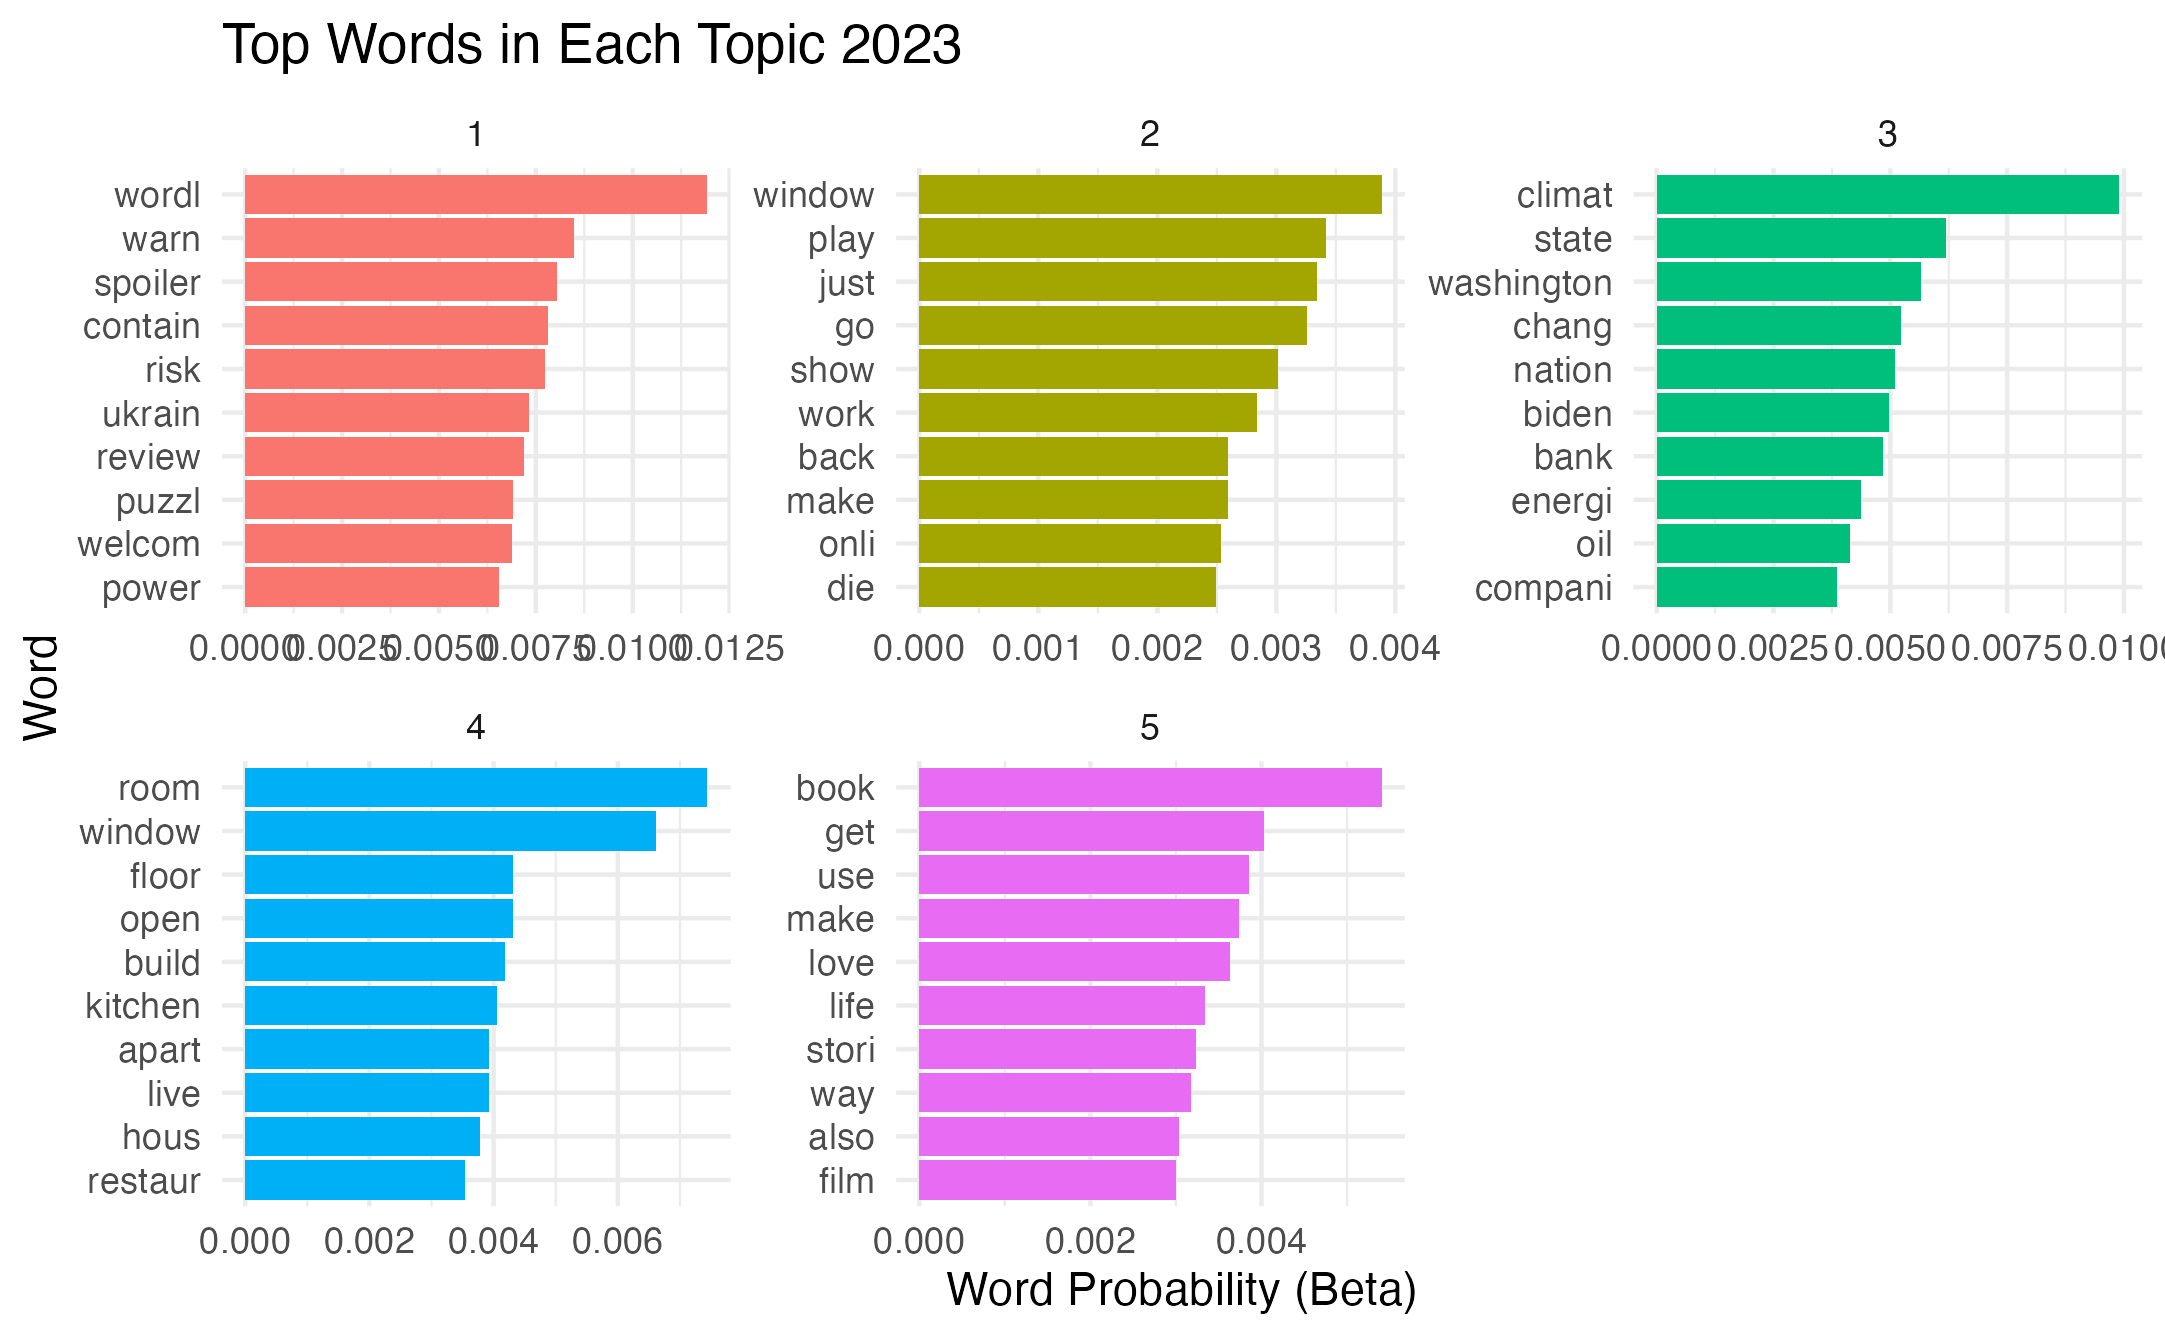 Top Words in Each Topic 2023
1
wordl
warn
spoiler
contain
risk
ukrain
review
puzzl
welcom
power
0.0000 0.0025 0.0050 0.0075 0.0100 0.0125
2
window
play
just
go
show
work
back
make
onli
die
0.000 0.001 0.002 0.003 0.004
3
climat
state
washington
chang
nation
biden
bank
energi
oil
compani
0.0000 0.0025 0.0050 0.0075 0.010
Word
4
room
window
floor
open
build
kitchen
apart
live
hous
restaur
0.000 0.002 0.004 0.006
5
book
get
use
make
love
life
stori
way
also
film
0.000 0.002 0.004
Word Probability (Beta)